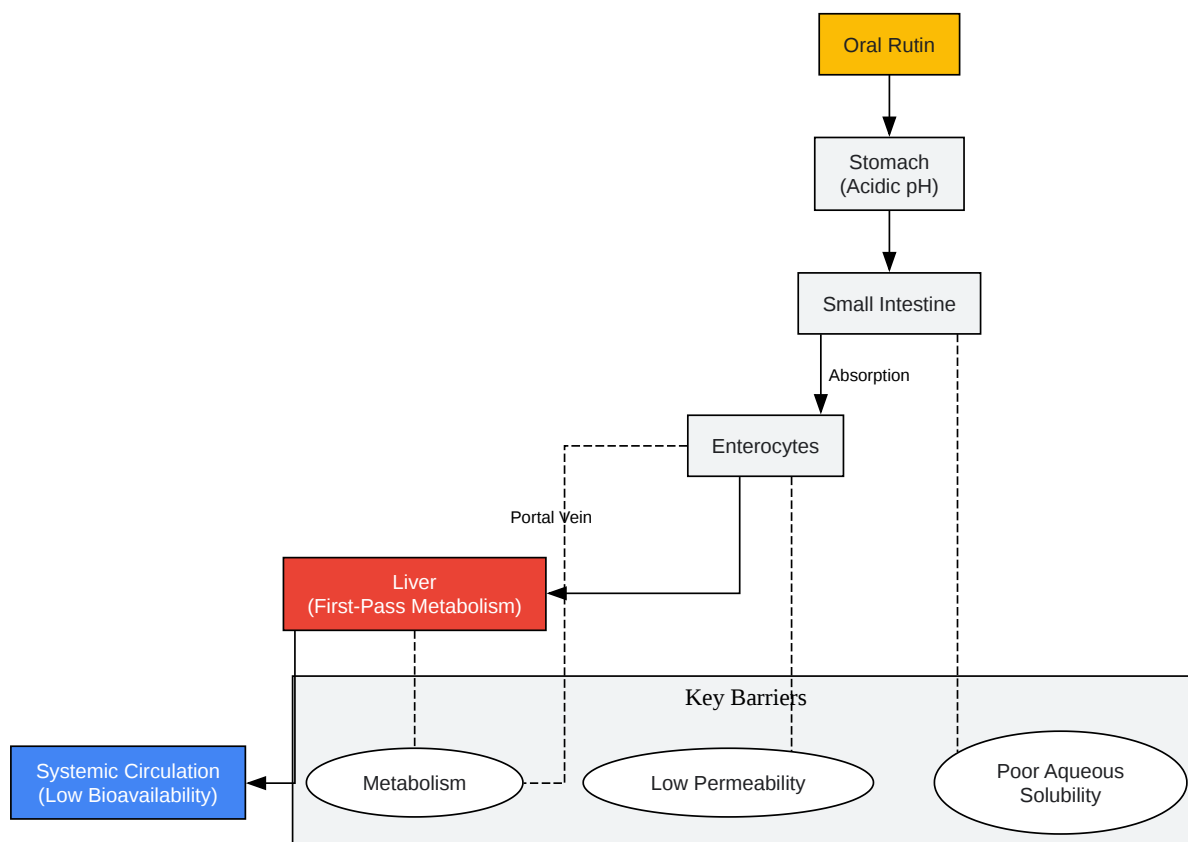 Oral Rutin
Stomach
(Acidic pH)
Small Intestine
Absorption
Enterocytes
Portal Vein
Liver
(First-Pass Metabolism)
Key Barriers
Systemic Circulation
(Low Bioavailability)
Metabolism
Low Permeability
Poor Aqueous
Solubility